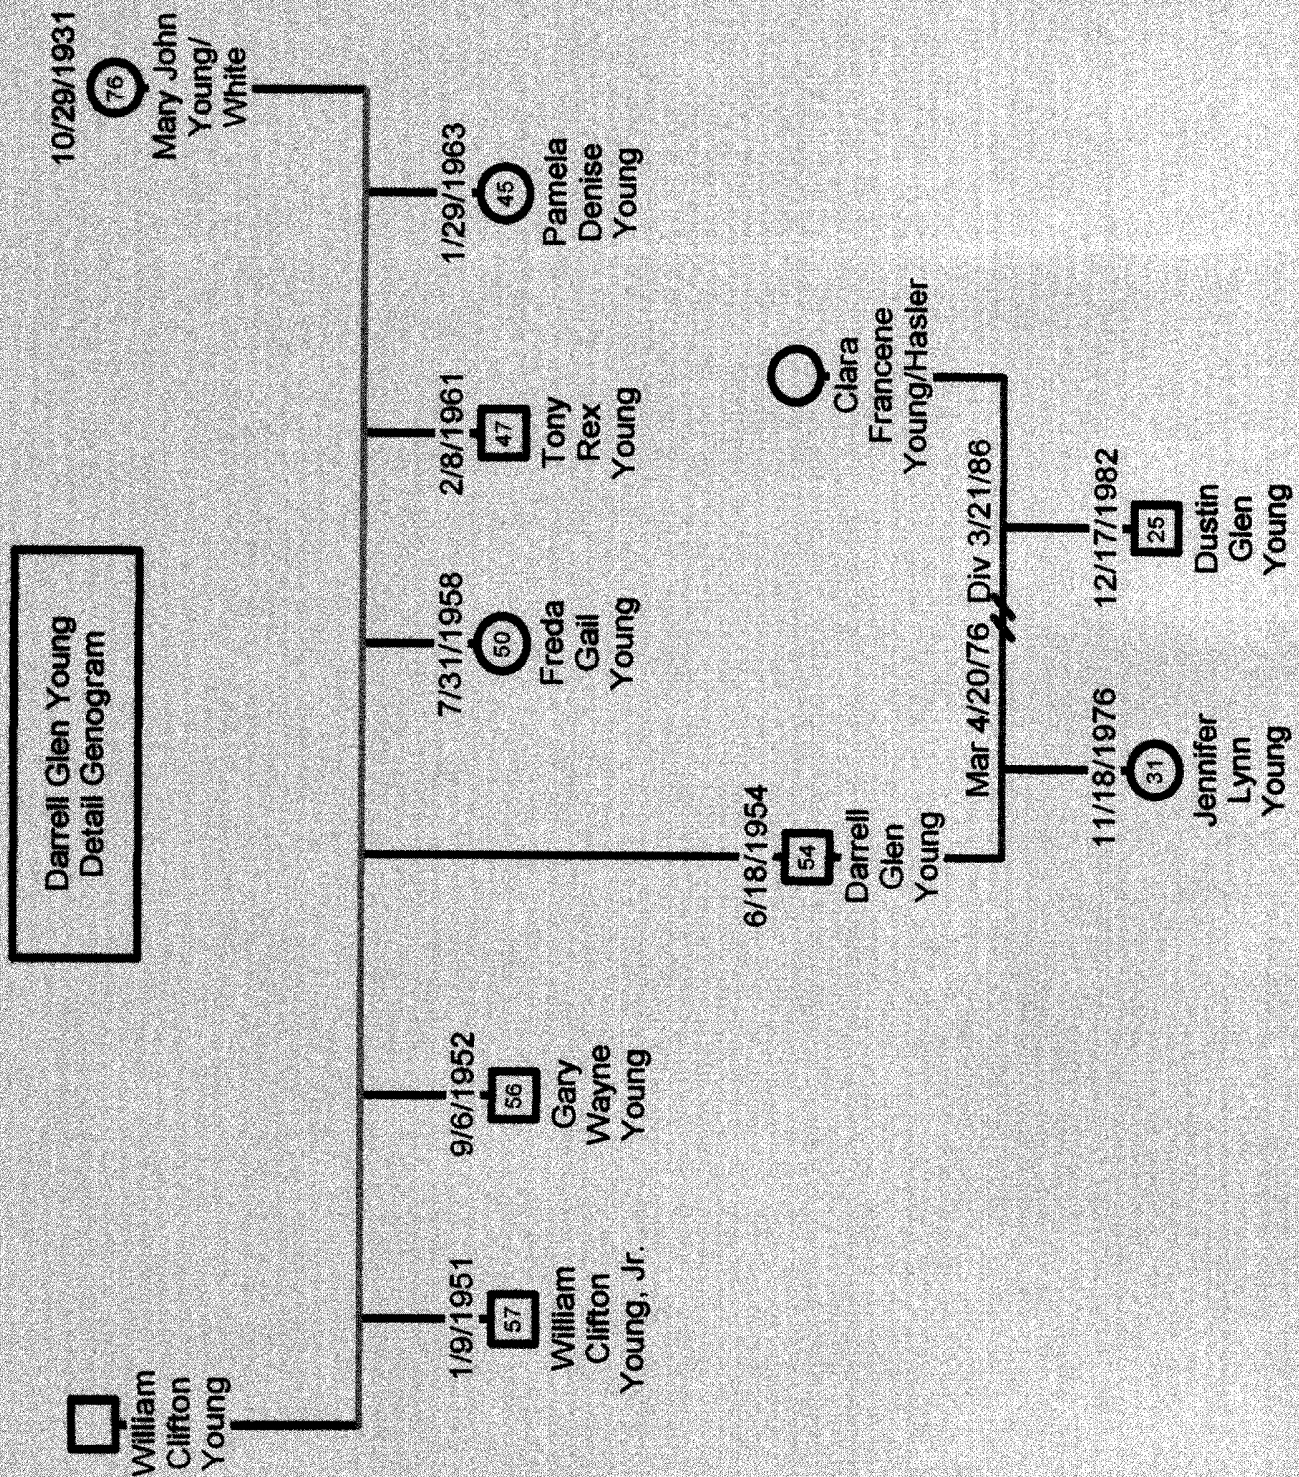 Darrell Glen Young
Detail Genogram
William
Clifton
Young
10/29/1931
76
Mary John
Young/
White
1/9/1951
57
William
Clifton
Young, Jr.
9/6/1952
56
Gary
Wayne
Young
6/18/1954
54
Darrell
Glen
Young
7/31/1958
50
Freda
Gail
Young
2/8/1961
47
Tony
Rex
Young
1/29/1963
45
Pamela
Denise
Young
Clara
Francene
Young/Hasler
Mar 4/20/76 Div 3/21/86
11/18/1976
31
Jennifer
Lynn
Young
12/17/1982
25
Dustin
Glen
Young